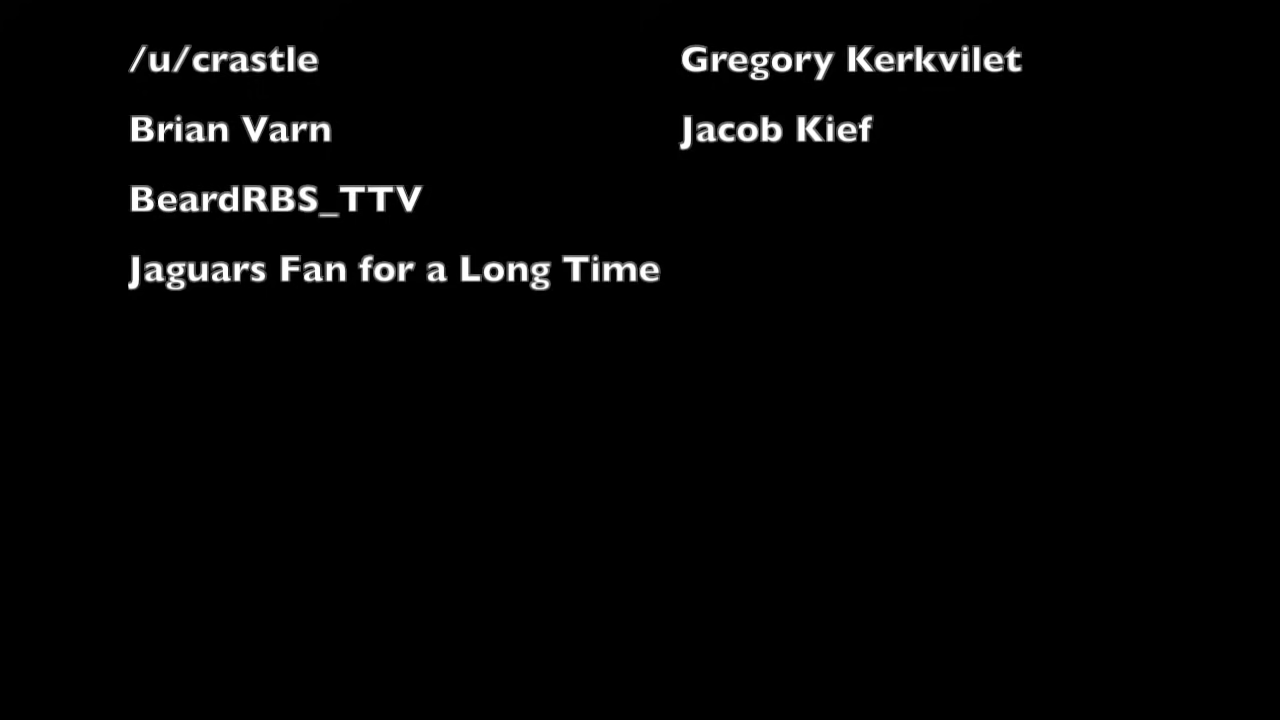 /u/crastle
Brian Varn
BeardRBS_TTV
Jaguars Fan for a Long Time
Gregory Kerkvilet
Jacob Kief